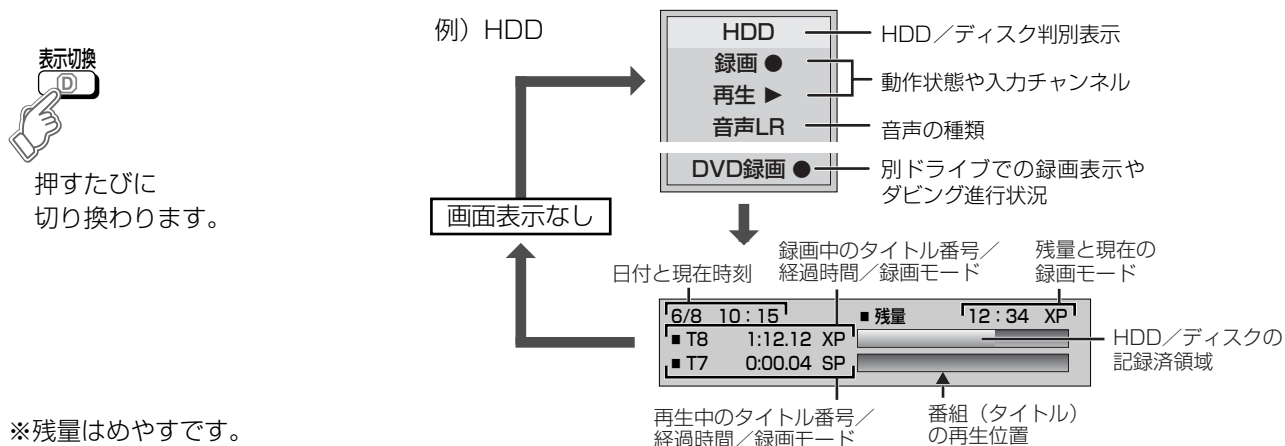 表示切換
D
押すたびに
切り換わります。
※残量はめやすです。
例）HDD
画面表示なし
HDD
録画 ●
再生 ▶
音声LR
DVD録画 ●
HDD／ディスク判別表示
動作状態や入力チャンネル
音声の種類
別ドライブでの録画表示や
ダビング進行状況
日付と現在時刻
録画中のタイトル番号／
経過時間／録画モード
残量と現在の
録画モード
6/8 10：15
■ 残量 12：34 XP
■ T8 1:12.12 XP
■ T7 0:00.04 SP
HDD／ディスクの
記録済領域
再生中のタイトル番号／
経過時間／録画モード
番組（タイトル）
の再生位置